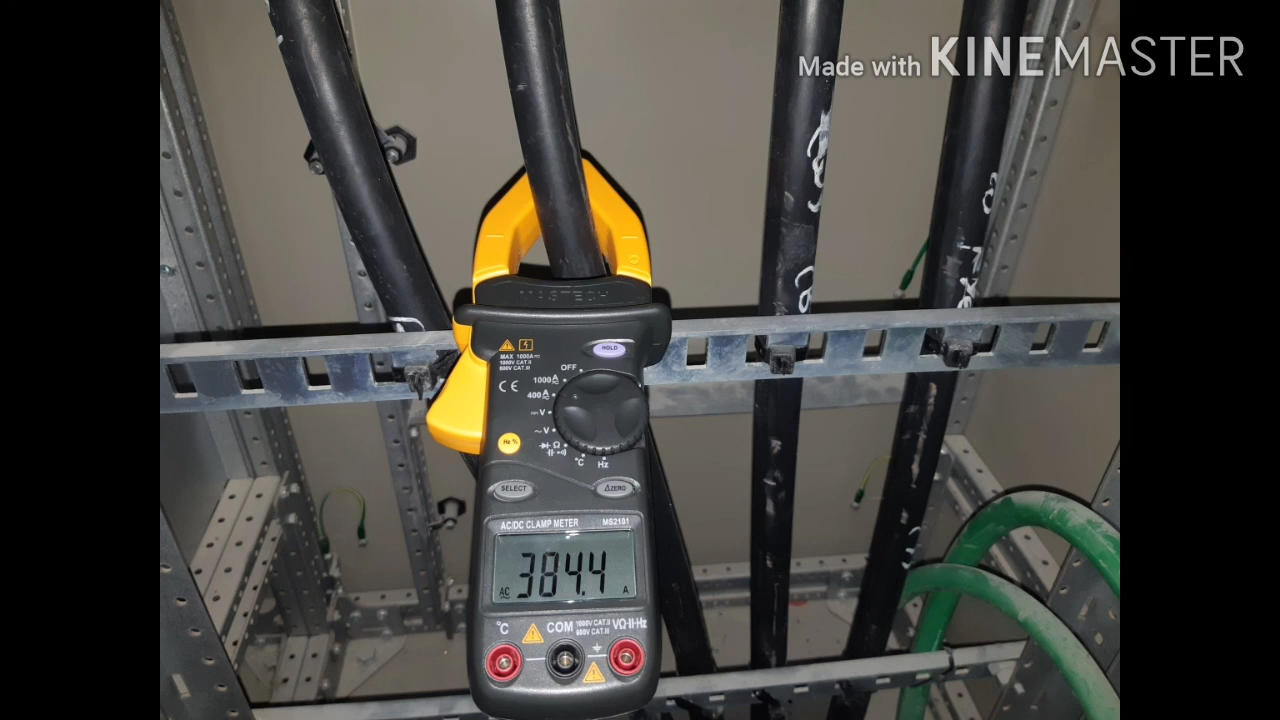 Made with KINEMASTER
MASTECH
MAX 1000A
1000V CAT.II
600V CAT.III
CE
HOLD
OFF
1000A
400A
V
~V
Ω
°C
Hz
Hz %
SELECT
ΔZERO
AC/DC CLAMP METER MS2101
AC 384.4 A
°C
COM 1000V CAT.II VΩHz
600V CAT.III